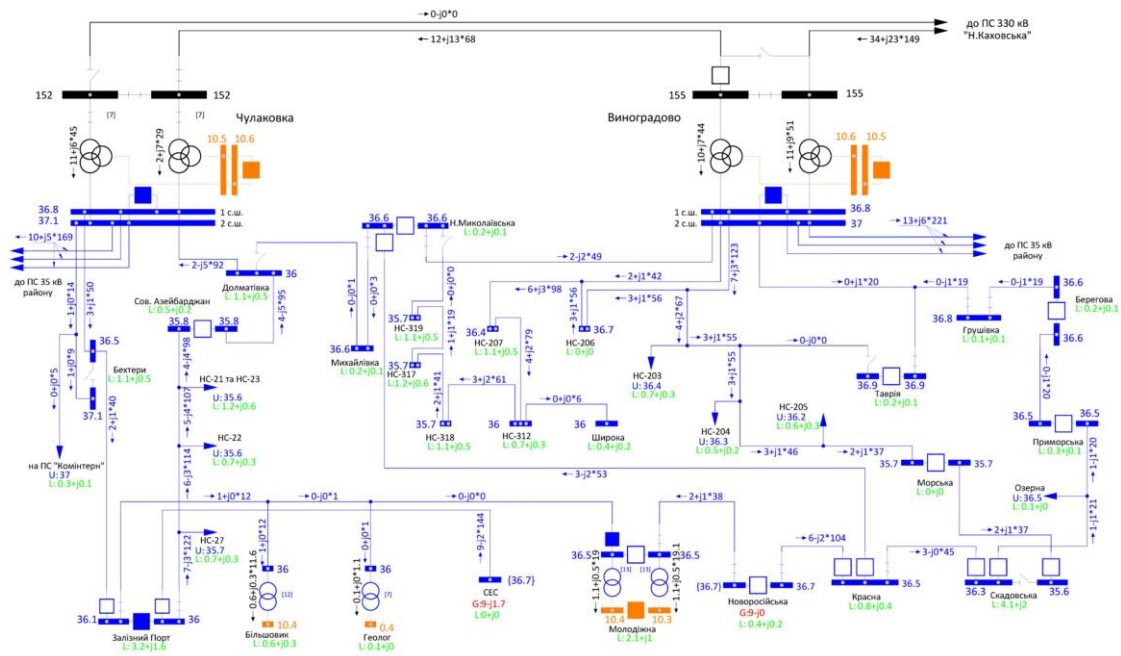 0-j0*0
до ПС 330 кВ
"Н.Каховська"
12+j13*68
34+j23*149
152
152
155
155
[7]
[7]
Чулаковка
Виноградово
11+j6*45
2+j7*29
10.5
10.6
10+j7*44
11+j9*51
10.6
10.5
36.8
37.1
1 с.ш.
2 с.ш.
1 с.ш.
2 с.ш.
36.8
37
10+j5*169
до ПС 35 кВ
району
13+j6*221
до ПС 35 кВ
району
36.6
36.6
Н.Миколаївська
L: 0.2+j0.1
2-j5*92
36
Долматівка
L: 1.1+j0.5
2-j2*49
7+j3*123
2+j1*42
6+j3*98
3+j1*56
3+j1*56
0-j0*1
0-j0*3
0+j0*0
0-j1*20
0-j1*19
0-j1*19
36.6
Берегова
L: 0.2+j0.1
36.6
36.8
Грушівка
L: 0.1+j0.1
Сов. Азейбарджан
L: 0.5+j0.2
35.8
35.8
4-j5*95
4-j4*98
1+j0*14
3+j1*50
1+j0*9
0+j0*5
36.5
Бехтери
L: 1.1+j0.5
37.1
36.6
Михайлівка
L: 0.2+j0.1
35.7
НС-319
L: 1.1+j0.5
35.7
НС-317
L:1.2+j0.6
1+j1*19
2+j1*41
36.4
НС-207
L: 1.1+j0.5
36.7
НС-206
L: 0+j0
4+j2*67
4+j2*79
3+j1*55
3+j1*55
0-j0*0
НС-203
U: 36.4
L: 0.7+j0.3
36.9
36.9
Таврія
L: 0.2+j0.1
0-j1*20
НС-21 та НС-23
U: 35.6
L: 1.2+j0.6
5-j4*107
НС-22
U: 35.6
L: 0.7+j0.3
6-j3*114
2+j1*40
на ПС "Комінтерн"
U: 37
L: 0.3+j0.1
3+j2*61
0+j0*6
35.7
НС-318
L: 1.1+j0.5
36
НС-312
L: 0.7+j0.3
36
Широка
L: 0.4+j0.2
НС-204
U: 36.3
L: 0.5+j0.2
НС-205
U: 36.2
L: 0.6+j0.3
3+j1*46
2+j1*37
36.5
36.5
Приморська
L: 0.3+j0.1
1-j1*20
35.7
35.7
Морська
L: 0+j0
Озерна
U: 36.5
L: 0.1+j0
1-j1*21
3-j2*53
1+j0*12
0-j0*1
0-j0*0
2+j1*38
2+j1*37
НС-27
U: 35.7
L: 0.7+j0.3
7-j3*122
1+j0*12
0+j0*1
9-j2*144
36.5
36.5
[13]
[13]
6-j2*104
3-j0*45
36
[12]
0.6+j0.3*11.6
36
[7]
0.1+j0*1.1
{36.7}
СЕС
G:9-j1.7
L:0+j0
1.1+j0.5*19
1.1+j0.5*19.1
{36.7}
36.7
Новоросійська
G:9-j0
L: 0.4+j0.2
36.5
Красна
L: 0.8+j0.4
36.3
35.6
Скадовська
L: 4.1+j2
36.1
36
Залізний Порт
L: 3.2+j1.6
10.4
Більшовик
L: 0.6+j0.3
0.4
Геолог
L: 0.1+j0
10.4
10.3
Молодіжна
L: 2.1+j1